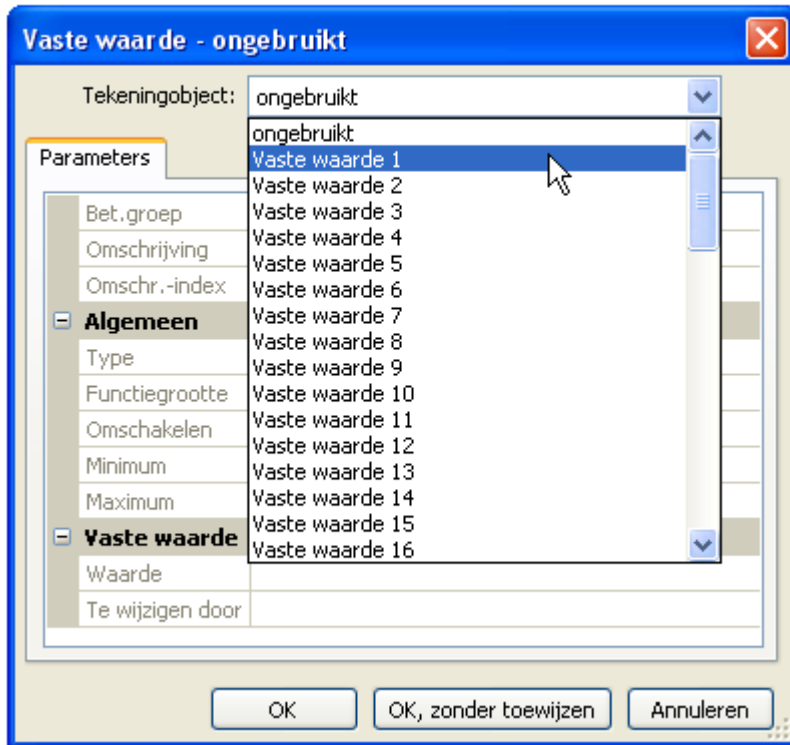 Vaste waarde - ongebruikt
Tekeningobject: ongebruikt
ongebruikt
Vaste waarde 1
Vaste waarde 2
Vaste waarde 3
Vaste waarde 4
Vaste waarde 5
Vaste waarde 6
Vaste waarde 7
Vaste waarde 8
Vaste waarde 9
Vaste waarde 10
Vaste waarde 11
Vaste waarde 12
Vaste waarde 13
Vaste waarde 14
Vaste waarde 15
Vaste waarde 16
Parameters
Bet.groep
Omschrijving
Omschr.-index
Algemeen
Type
Functiegrootte
Omschakelen
Minimum
Maximum
Vaste waarde
Waarde
Te wijzigen door
OK
OK, zonder toewijzen
Annuleren